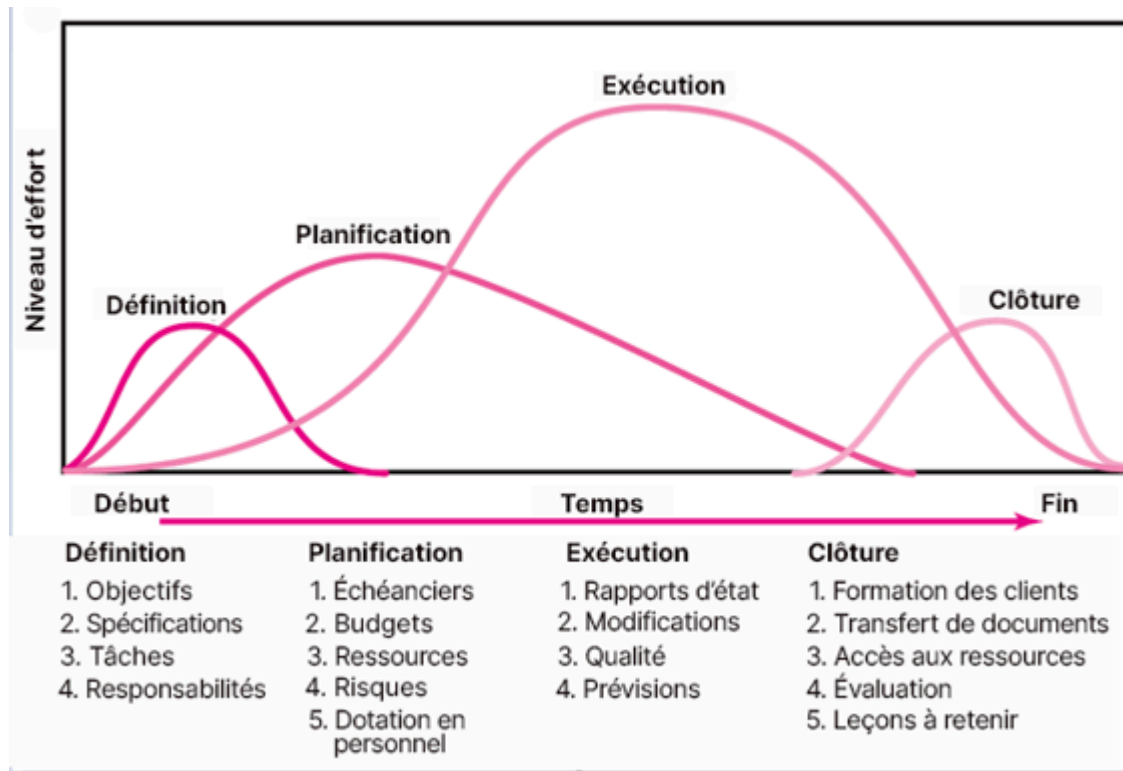 Exécution
Planification
Définition
Clôture
Niveau d'effort
Début
Temps
Fin
Définition
1. Objectifs
2. Spécifications
3. Tâches
4. Responsabilités
Planification
1. Échéanciers
2. Budgets
3. Ressources
4. Risques
5. Dotation en
personnel
Exécution
1. Rapports d'état
2. Modifications
3. Qualité
4. Prévisions
Clôture
1. Formation des clients
2. Transfert de documents
3. Accès aux ressources
4. Évaluation
5. Leçons à retenir